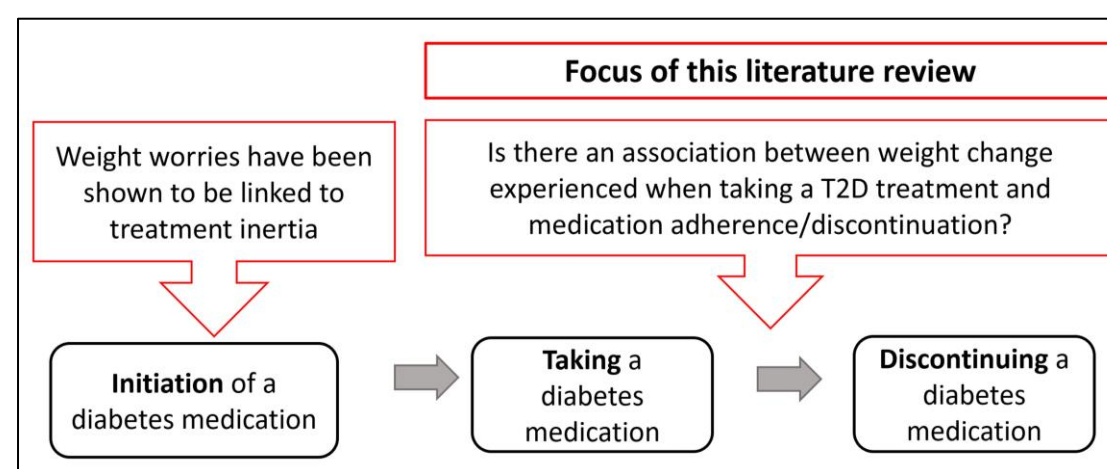 Focus of this literature review
Weight worries have been
shown to be linked to
treatment inertia
Is there an association between weight change
experienced when taking a T2D treatment and
medication adherence/discontinuation?
Initiation of a
diabetes medication
Taking a
diabetes
medication
Discontinuing a
diabetes
medication